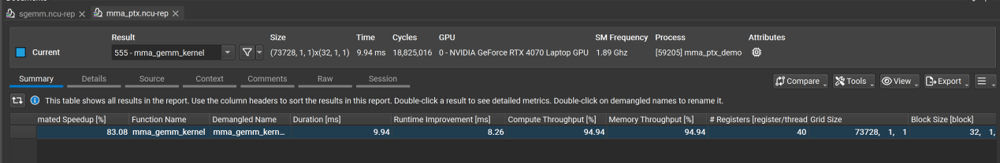 sgemm.ncu-rep mma_ptx.ncu-rep
Result Size Time Cycles GPU SM Frequency Process Attributes
Current 555 - mma_gemm_kernel (73728, 1, 1)x(32, 1, 1) 9.94 ms 18,825,016 0 - NVIDIA GeForce RTX 4070 Laptop GPU 1.89 Ghz [59205] mma_ptx_demo
Summary Details Source Context Comments Raw Session Compare Tools View Export
This table shows all results in the report. Use the column headers to sort the results in this report. Double-click a result to see detailed metrics. Double-click on demangled names to rename it.
mated Speedup [%] Function Name Demangled Name Duration [ms] Runtime Improvement [ms] Compute Throughput [%] Memory Throughput [%] # Registers [register/thread Grid Size Block Size [block]
83.08 mma_gemm_kernel mma_gemm_kern... 9.94 8.26 94.94 94.94 40 73728, 1, 1 32, 1,